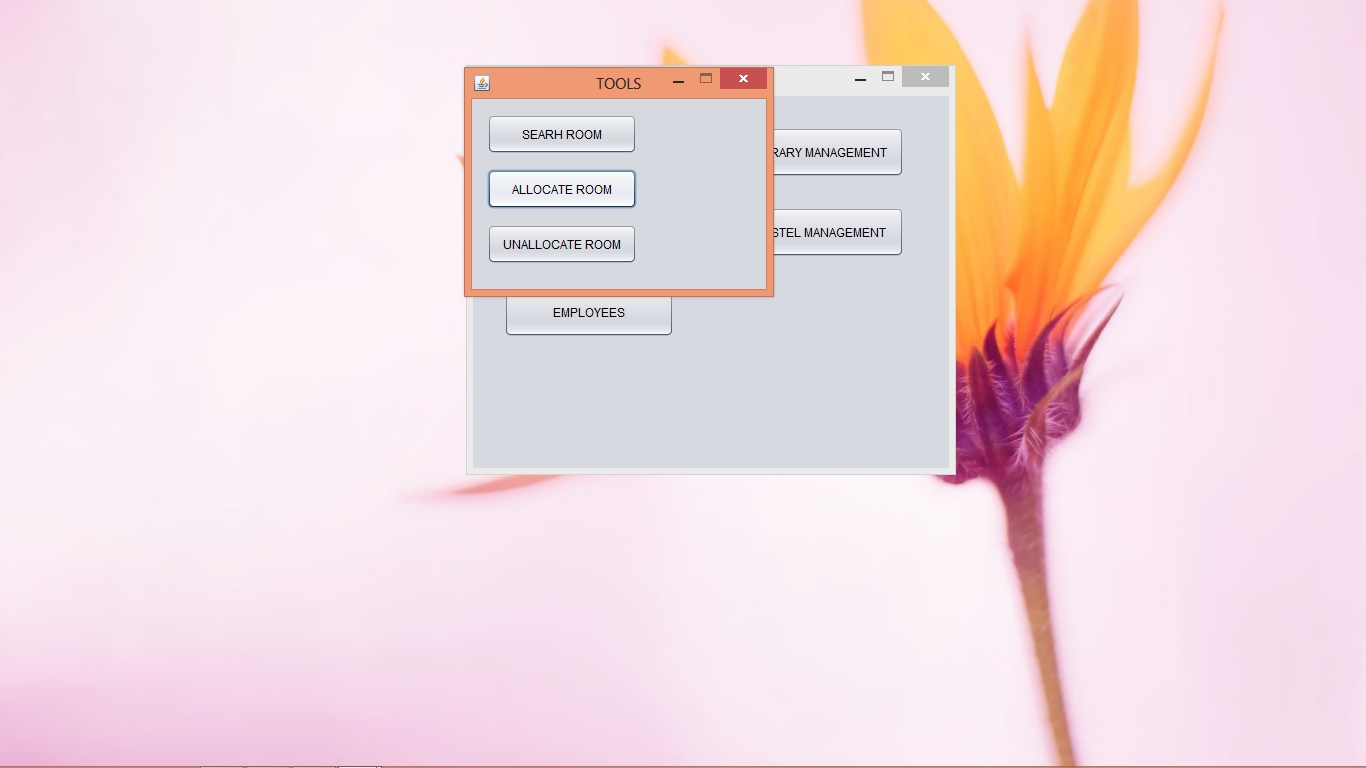 TOOLS
SEARH ROOM
ALLOCATE ROOM
UNALLOCATE ROOM
RARY MANAGEMENT
STEL MANAGEMENT
EMPLOYEES